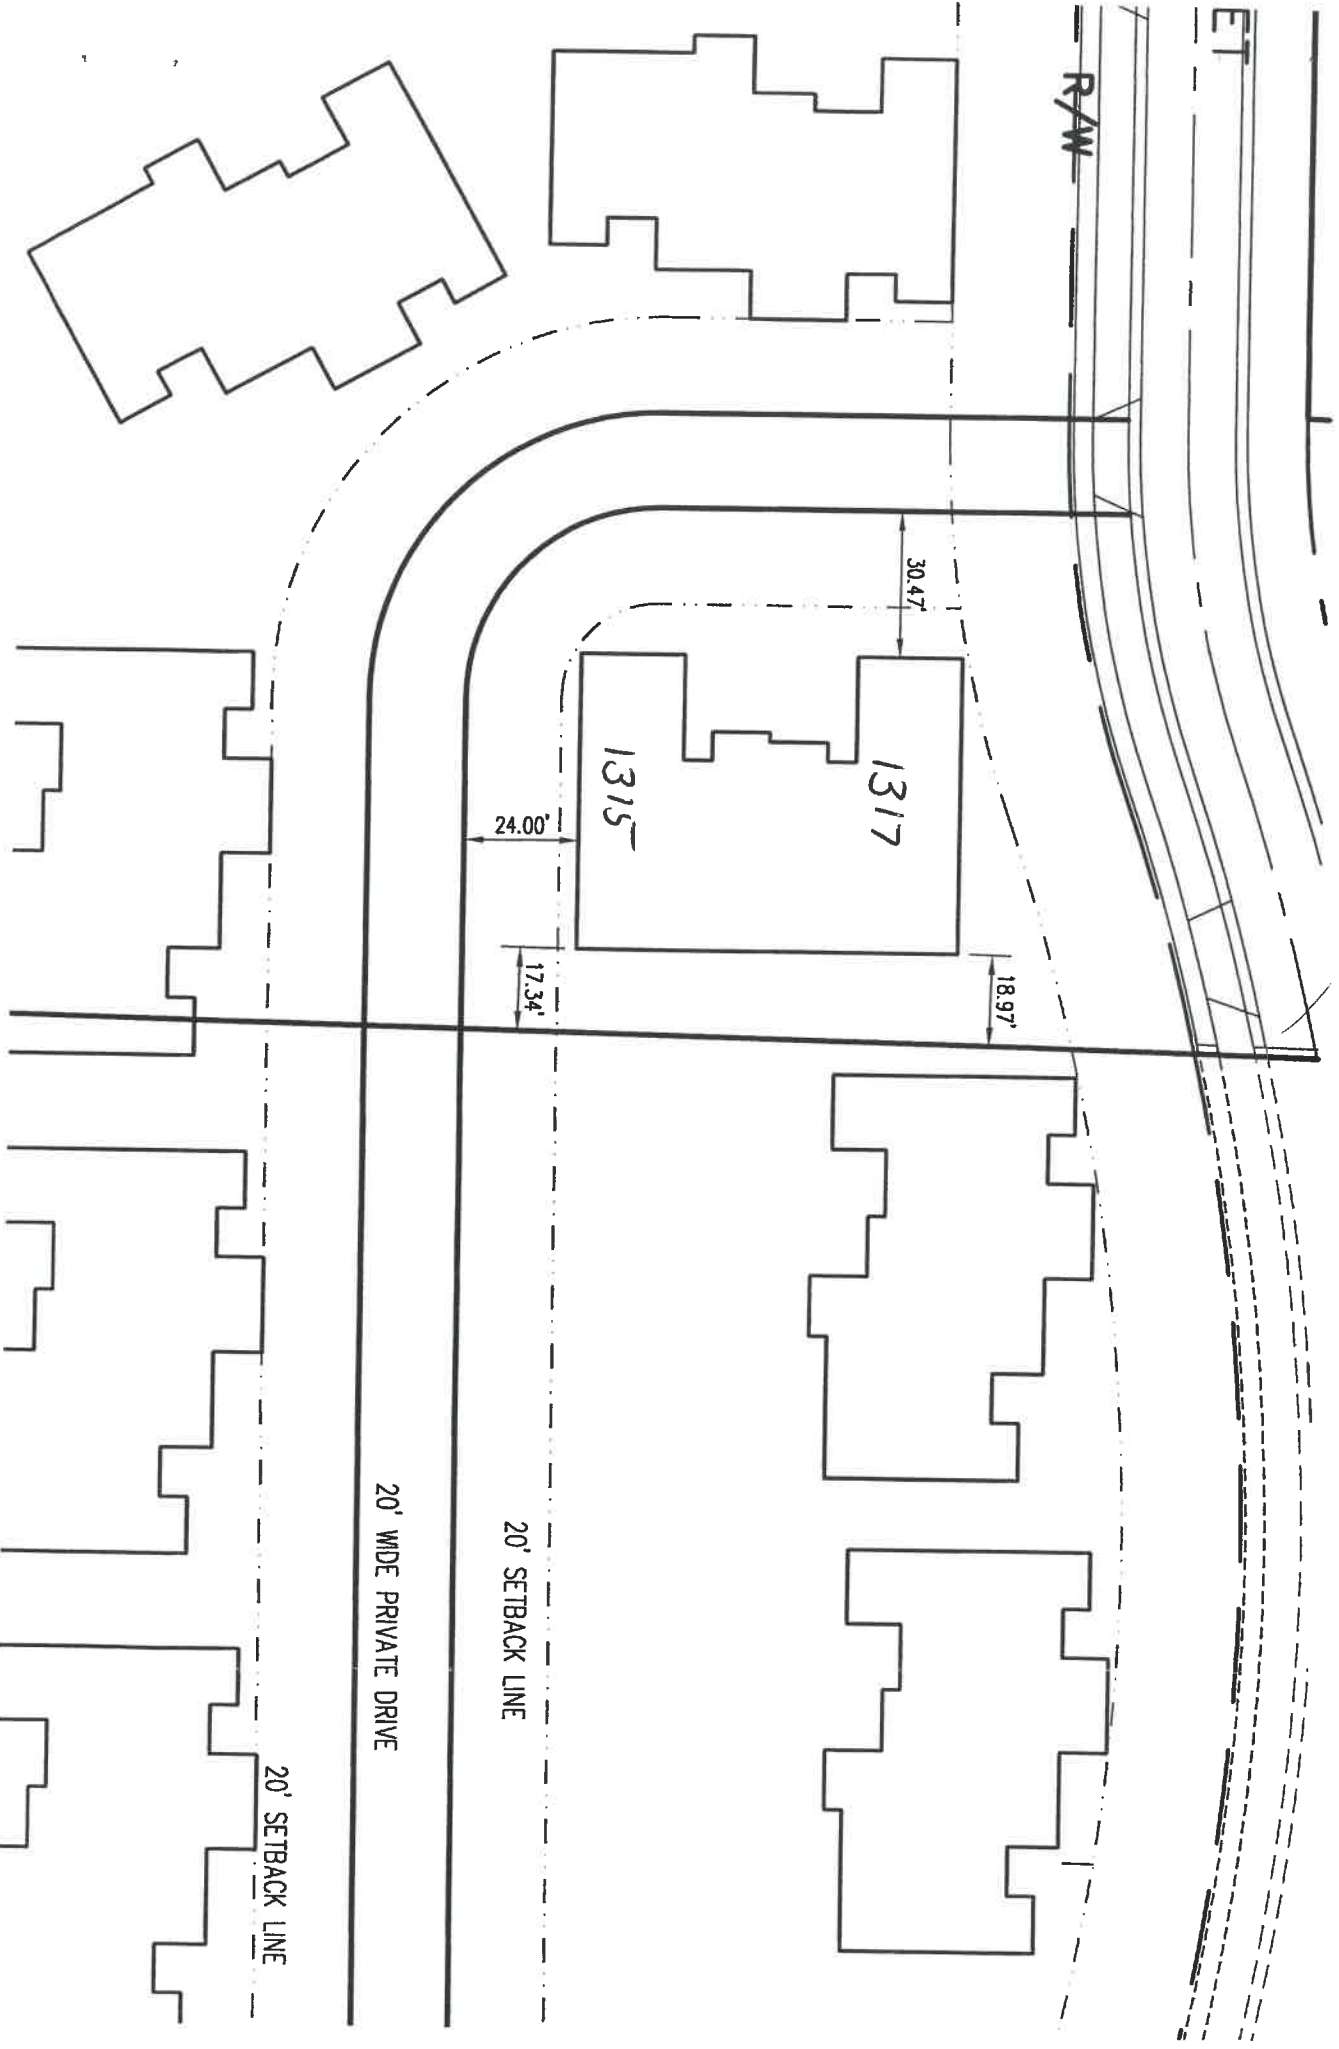 ET
R/W
30.47'
1317
1315
24.00'
17.34'
18.97'
20' SETBACK LINE
20' WIDE PRIVATE DRIVE
20' SETBACK LINE